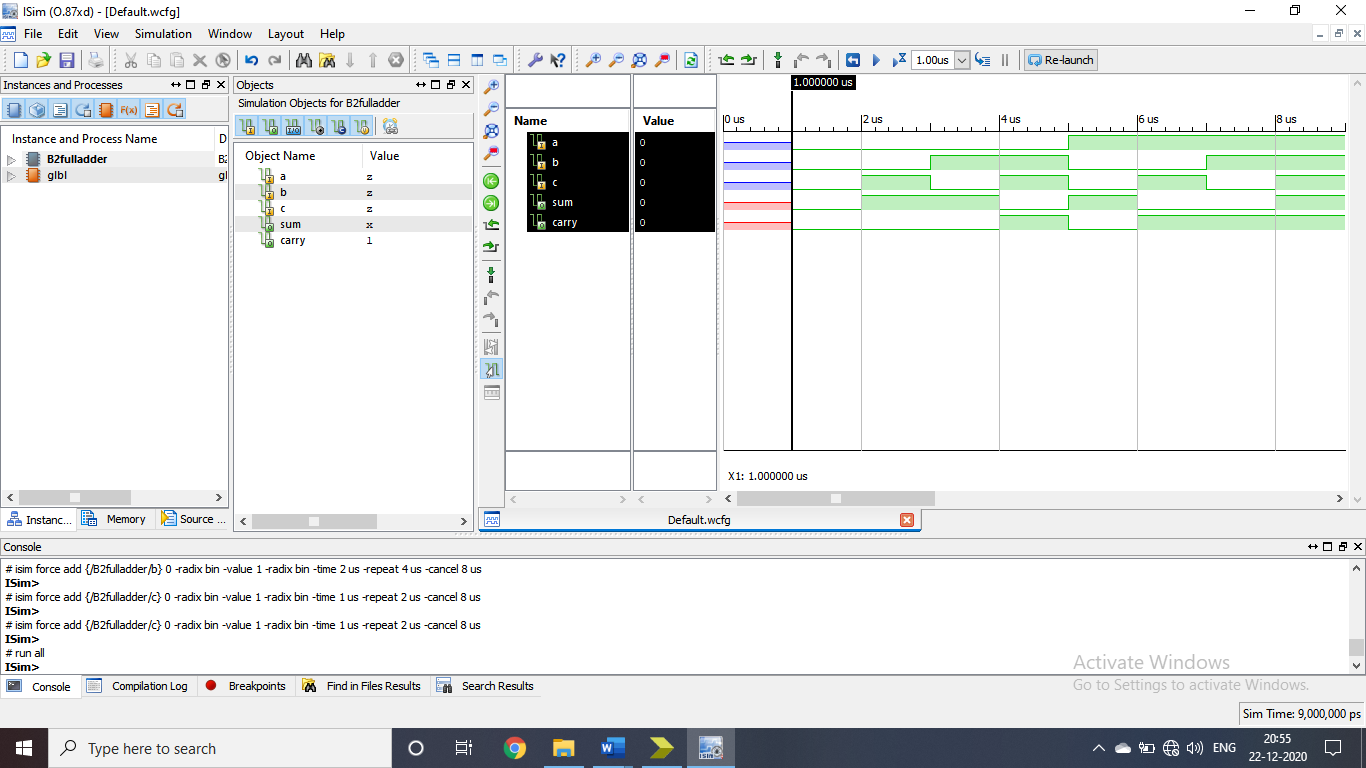 ISim (O.87xd) - [Default.wcfg]
File Edit View Simulation Window Layout Help
1.00us Re-launch
Instances and Processes
Instance and Process Name D
B2fulladder B2
glbl gl
Instanc... Memory Source ...
Objects
Simulation Objects for B2fulladder
Object Name Value
a z
b z
c z
sum x
carry 1
Name Value
a 0
b 0
c 0
sum 0
carry 0
1.000000 us
0 us 2 us 4 us 6 us 8 us
X1: 1.000000 us
Default.wcfg
Console
# isim force add {/B2fulladder/b} 0 -radix bin -value 1 -radix bin -time 2 us -repeat 4 us -cancel 8 us
ISim>
# isim force add {/B2fulladder/c} 0 -radix bin -value 1 -radix bin -time 1 us -repeat 2 us -cancel 8 us
ISim>
# isim force add {/B2fulladder/c} 0 -radix bin -value 1 -radix bin -time 1 us -repeat 2 us -cancel 8 us
ISim>
# run all
ISim>
Activate Windows
Go to Settings to activate Windows.
Console Compilation Log Breakpoints Find in Files Results Search Results
Sim Time: 9,000,000 ps
Type here to search
ENG
20:55
22-12-2020